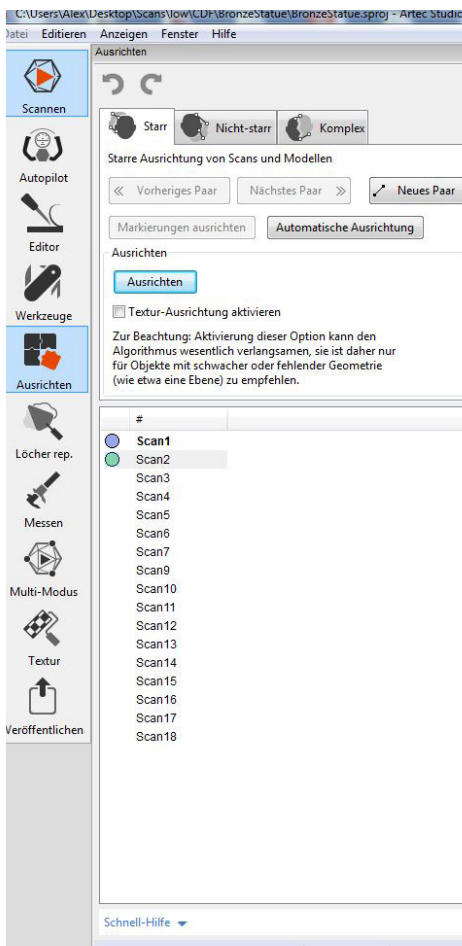 C:\Users\Alex\Desktop\Scans\low\CDF\BronzeStatue\BronzeStatue.sproj - Artec Studio
Datei Editieren Anzeigen Fenster Hilfe
Ausrichten
Scannen
Autopilot
Editor
Werkzeuge
Ausrichten
Löcher rep.
Messen
Multi-Modus
Textur
Veröffentlichen
Starr Nicht-starr Komplex
Starre Ausrichtung von Scans und Modellen
Vorheriges Paar Nächstes Paar Neues Paar
Markierungen ausrichten Automatische Ausrichtung
Ausrichten
Ausrichten
Textur-Ausrichtung aktivieren
Zur Beachtung: Aktivierung dieser Option kann den
Algorithmus wesentlich verlangsamen, sie ist daher nur
für Objekte mit schwacher oder fehlender Geometrie
(wie etwa eine Ebene) zu empfehlen.
#
Scan1
Scan2
Scan3
Scan4
Scan5
Scan6
Scan7
Scan9
Scan10
Scan11
Scan12
Scan13
Scan14
Scan15
Scan16
Scan17
Scan18
Schnell-Hilfe